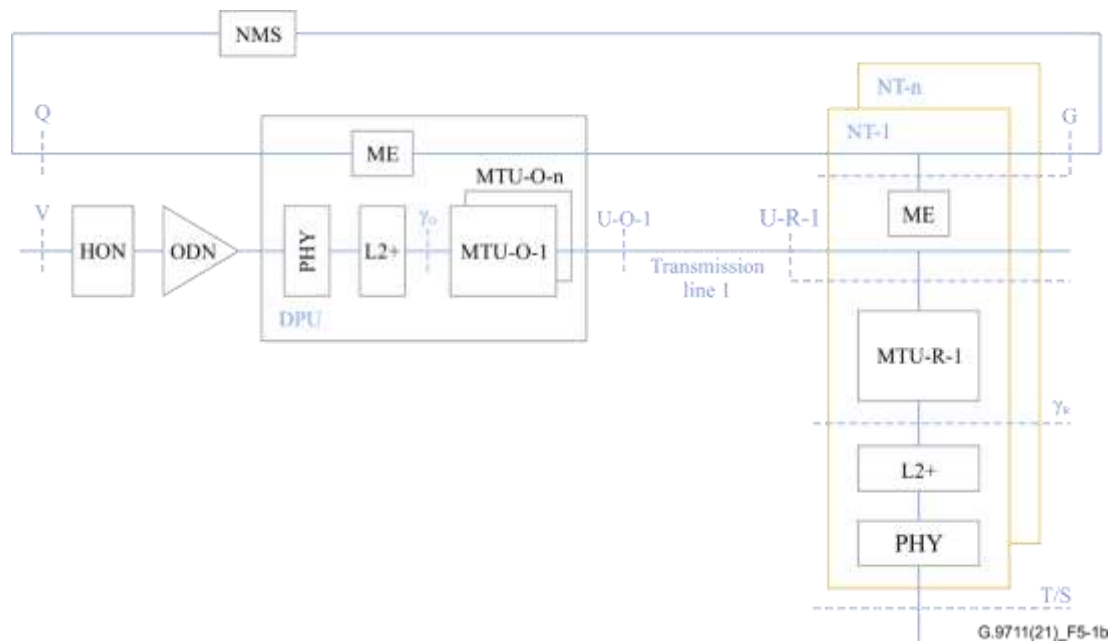 NMS
NT-n
Q
G
NT-1
ME
MTU-O-n
ME
V
γO
U-O-1
U-R-1
HON
ODN
PHY
L2+
MTU-O-1
Transmission
line 1
DPU
MTU-R-1
γR
L2+
PHY
T/S
G.9711(21)_F5-1b